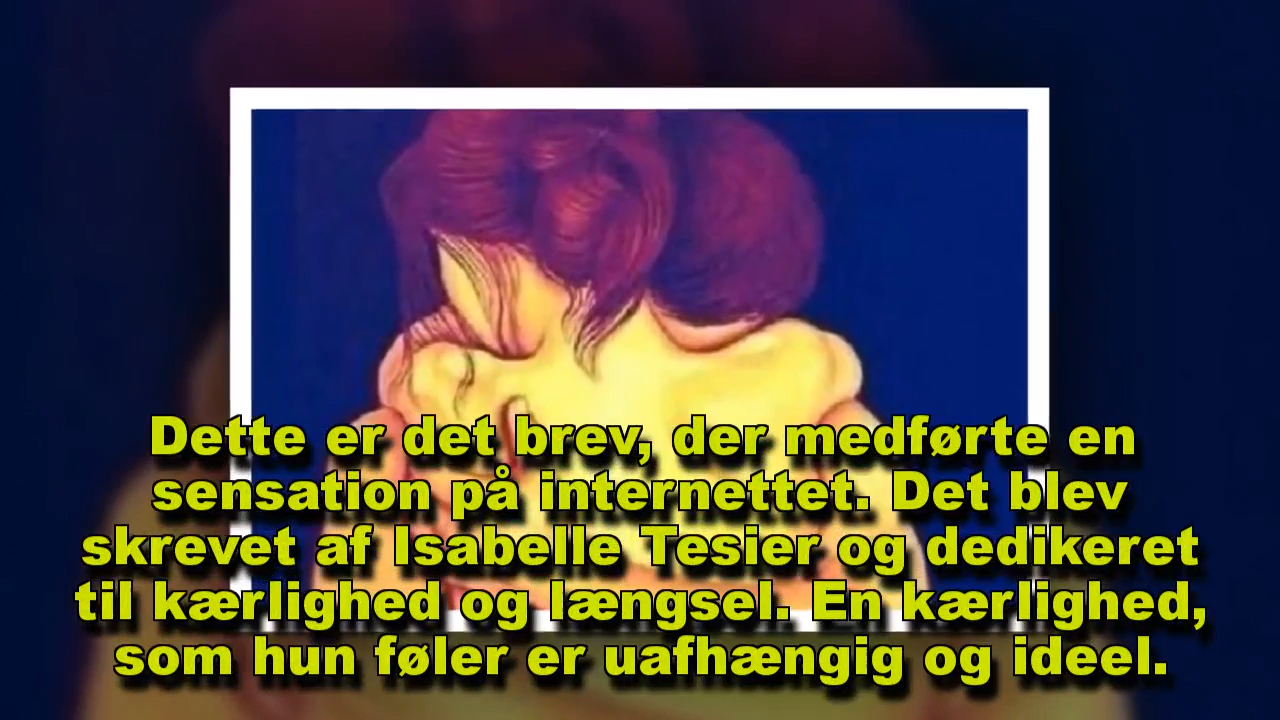 Dette er det brev, der medførte en
sensation på internettet. Det blev
skrevet af Isabelle Tesier og dedikeret
til kærlighed og længsel. En kærlighed,
som hun føler er uafhængig og ideel.